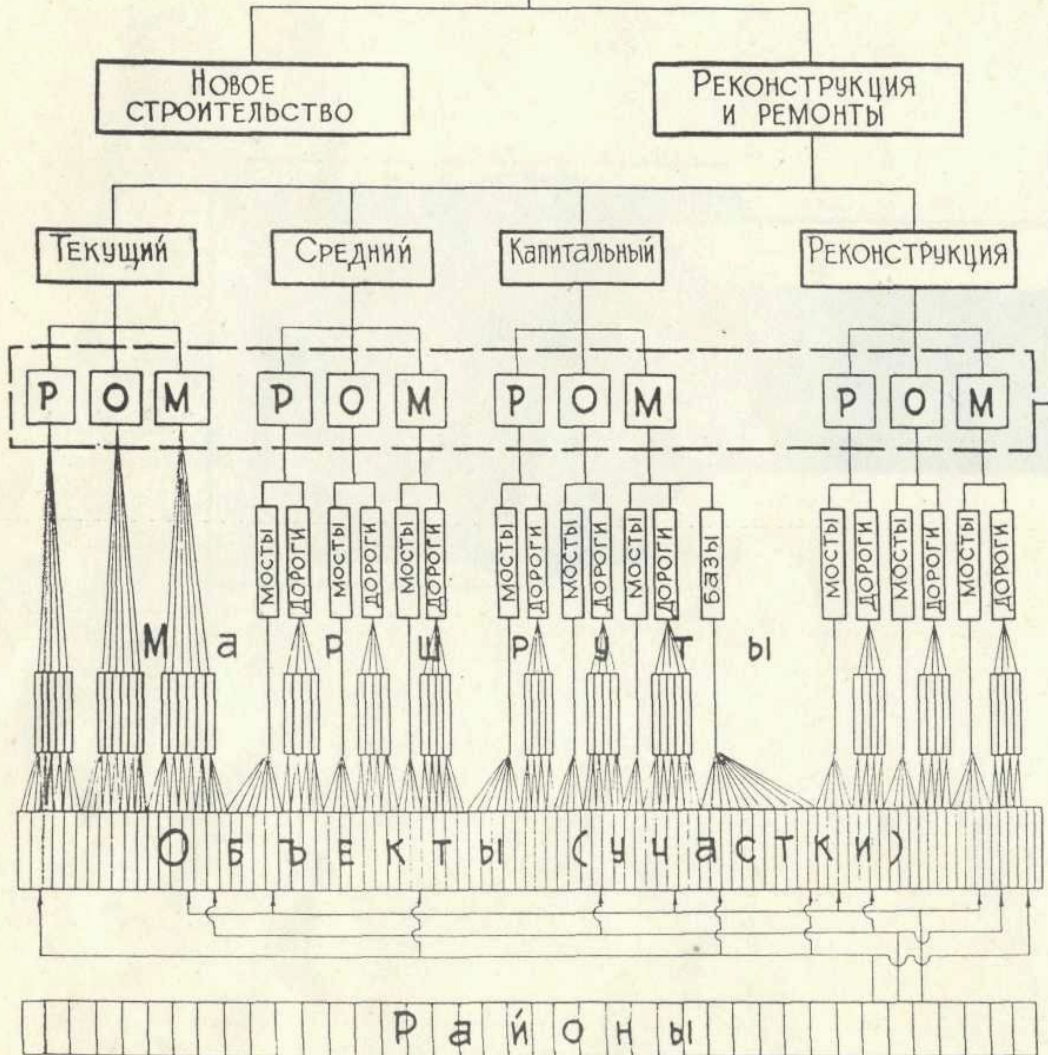 Новое
строительство
Реконструкция
и ремонты
Текущий
Средний
Капитальный
Реконструкция
Р О М Р О М Р О М Р О М
мосты дороги мосты дороги мосты дороги мосты дороги мосты дороги мосты дороги базы мосты дороги мосты дороги мосты дороги
Маршруты
Объекты (участки)
Районы